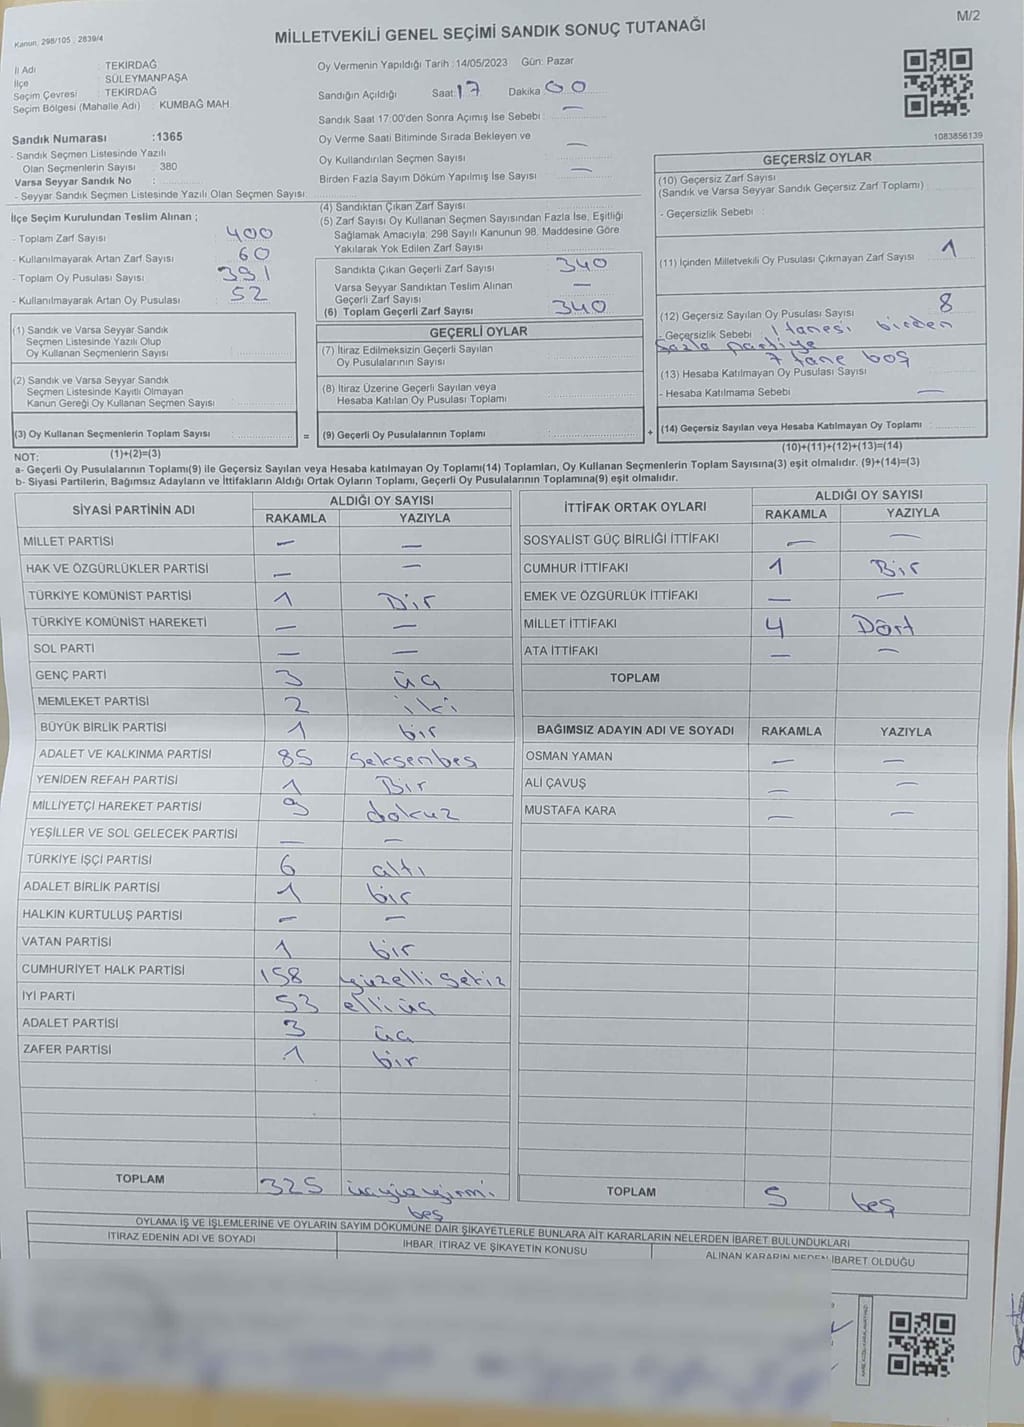 M/2
Kanun: 298/105 ; 2839/4
MİLLETVEKİLİ GENEL SEÇİMİ SANDIK SONUÇ TUTANAĞI
İl Adı : TEKİRDAĞ
İlçe : SÜLEYMANPAŞA
Seçim Çevresi : TEKİRDAĞ
Seçim Bölgesi (Mahalle Adı) : KUMBAĞ MAH.
Sandık Numarası :1365
- Sandık Seçmen Listesinde Yazılı
Olan Seçmenlerin Sayısı : 380
Varsa Seyyar Sandık No :
- Seyyar Sandık Seçmen Listesinde Yazılı Olan Seçmen Sayısı:
İlçe Seçim Kurulundan Teslim Alınan ;
- Toplam Zarf Sayısı 400
- Kullanılmayarak Artan Zarf Sayısı 60
- Toplam Oy Pusulası Sayısı 391
- Kullanılmayarak Artan Oy Pusulası 52
(1) Sandık ve Varsa Seyyar Sandık
Seçmen Listesinde Yazılı Olup
Oy Kullanan Seçmenlerin Sayısı
(2) Sandık ve Varsa Seyyar Sandık
Seçmen Listesinde Kayıtlı Olmayan
Kanun Gereği Oy Kullanan Seçmen Sayısı
(3) Oy Kullanan Seçmenlerin Toplam Sayısı
Oy Vermenin Yapıldığı Tarih :14/05/2023 Gün: Pazar
Sandığın Açıldığı Saat: 17 Dakika 00
Sandık Saat 17:00'den Sonra Açımış İse Sebebi: —
Oy Verme Saati Bitiminde Sırada Bekleyen ve
Oy Kullandırılan Seçmen Sayısı —
Birden Fazla Sayım Döküm Yapılmış İse Sayısı —
(4) Sandıktan Çıkan Zarf Sayısı
(5) Zarf Sayısı Oy Kullanan Seçmen Sayısından Fazla İse, Eşitliği
Sağlamak Amacıyla; 298 Sayılı Kanunun 98. Maddesine Göre
Yakılarak Yok Edilen Zarf Sayısı
Sandıkta Çıkan Geçerli Zarf Sayısı 340
Varsa Seyyar Sandıktan Teslim Alınan
Geçerli Zarf Sayısı —
(6) Toplam Geçerli Zarf Sayısı 340
GEÇERLİ OYLAR
(7) İtiraz Edilmeksizin Geçerli Sayılan
Oy Pusulalarının Sayısı
(8) İtiraz Üzerine Geçerli Sayılan veya
Hesaba Katılan Oy Pusulası Toplamı
= (9) Geçerli Oy Pusulalarının Toplamı
1083856139
GEÇERSİZ OYLAR
(10) Geçersiz Zarf Sayısı
(Sandık ve Varsa Seyyar Sandık Geçersiz Zarf Toplamı)
- Geçersizlik Sebebi :
(11) İçinden Milletvekili Oy Pusulası Çıkmayan Zarf Sayısı 1
(12) Geçersiz Sayılan Oy Pusulası Sayısı 8
- Geçersizlik Sebebi : 1 tanesi birden
fazla partiye
7 tane boş
(13) Hesaba Katılmayan Oy Pusulası Sayısı
- Hesaba Katılmama Sebebi —
+ (14) Geçersiz Sayılan veya Hesaba Katılmayan Oy Toplamı
NOT: (1)+(2)=(3) (10)+(11)+(12)+(13)=(14)
a- Geçerli Oy Pusulalarının Toplamı(9) ile Geçersiz Sayılan veya Hesaba katılmayan Oy Toplamı(14) Toplamları, Oy Kullanan Seçmenlerin Toplam Sayısına(3) eşit olmalıdır. (9)+(14)=(3)
b- Siyasi Partilerin, Bağımsız Adayların ve İttifakların Aldığı Ortak Oyların Toplamı, Geçerli Oy Pusulalarının Toplamına(9) eşit olmalıdır.
SİYASİ PARTİNİN ADI ALDIĞI OY SAYISI
RAKAMLA YAZIYLA
MİLLET PARTİSİ — —
HAK VE ÖZGÜRLÜKLER PARTİSİ — —
TÜRKİYE KOMÜNİST PARTİSİ 1 Bir
TÜRKİYE KOMÜNİST HAREKETİ — —
SOL PARTİ — —
GENÇ PARTİ 3 üç
MEMLEKET PARTİSİ 2 iki
BÜYÜK BİRLİK PARTİSİ 1 bir
ADALET VE KALKINMA PARTİSİ 85 Seksenbeş
YENİDEN REFAH PARTİSİ 1 Bir
MİLLİYETÇİ HAREKET PARTİSİ 9 dokuz
YEŞİLLER VE SOL GELECEK PARTİSİ — —
TÜRKİYE İŞÇİ PARTİSİ 6 altı
ADALET BİRLİK PARTİSİ 1 bir
HALKIN KURTULUŞ PARTİSİ — —
VATAN PARTİSİ 1 bir
CUMHURİYET HALK PARTİSİ 158 yüzelli sekiz
İYİ PARTİ 53 elli üç
ADALET PARTİSİ 3 üç
ZAFER PARTİSİ 1 bir
TOPLAM 325 üçyüzyirmi
beş
İTTİFAK ORTAK OYLARI ALDIĞI OY SAYISI
RAKAMLA YAZIYLA
SOSYALİST GÜÇ BİRLİĞİ İTTİFAKI — —
CUMHUR İTTİFAKI 1 Bir
EMEK VE ÖZGÜRLÜK İTTİFAKI — —
MİLLET İTTİFAKI 4 Dört
ATA İTTİFAKI — —
TOPLAM
BAĞIMSIZ ADAYIN ADI VE SOYADI RAKAMLA YAZIYLA
OSMAN YAMAN — —
ALİ ÇAVUŞ — —
MUSTAFA KARA — —
TOPLAM 5 beş
OYLAMA İŞ VE İŞLEMLERİNE VE OYLARIN SAYIM DÖKÜMÜNE DAİR ŞİKAYETLERLE BUNLARA AİT KARARLARIN NELERDEN İBARET BULUNDUKLARI
İTİRAZ EDENİN ADI VE SOYADI İHBAR, İTİRAZ VE ŞİKAYETİN KONUSU ALINAN KARARIN NEDEN İBARET OLDUĞU